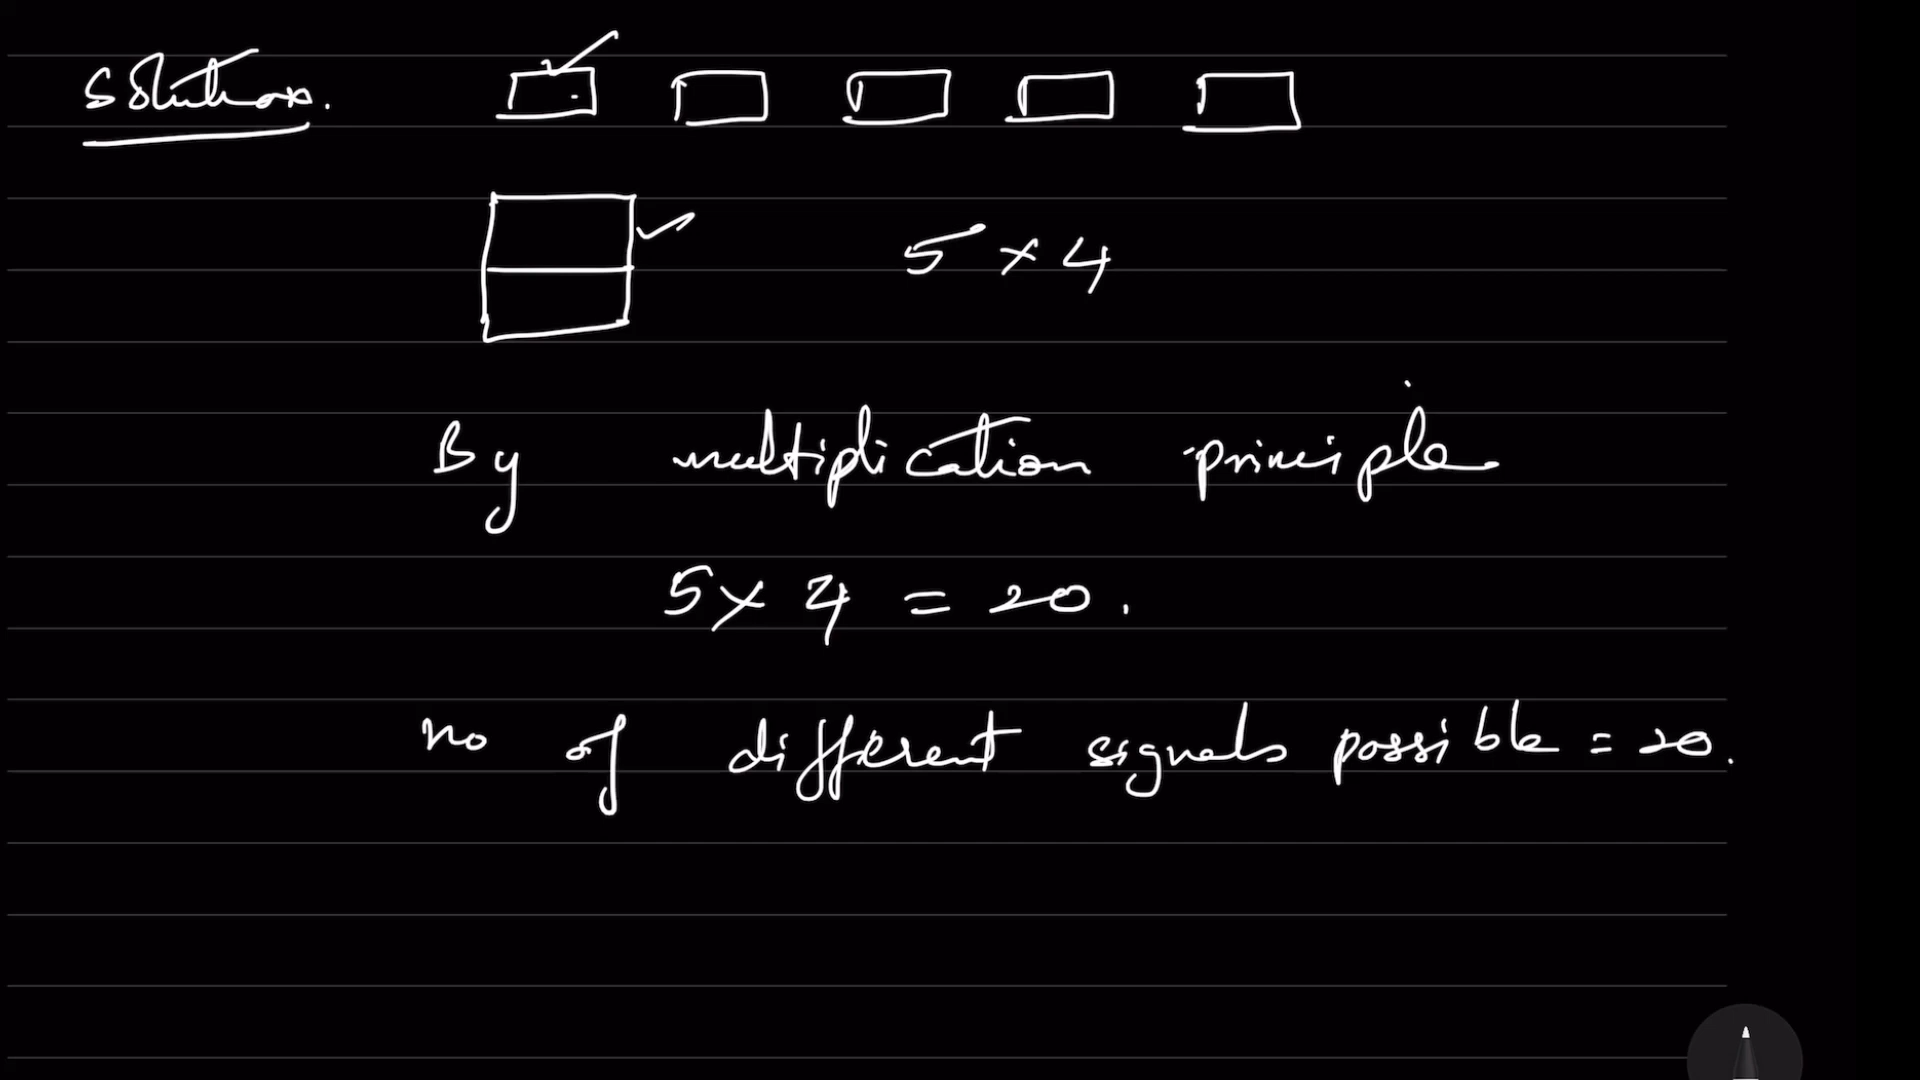 Solution.
5 × 4
By multiplication principle
5 × 4 = 20.
no of different signals possible = 20.